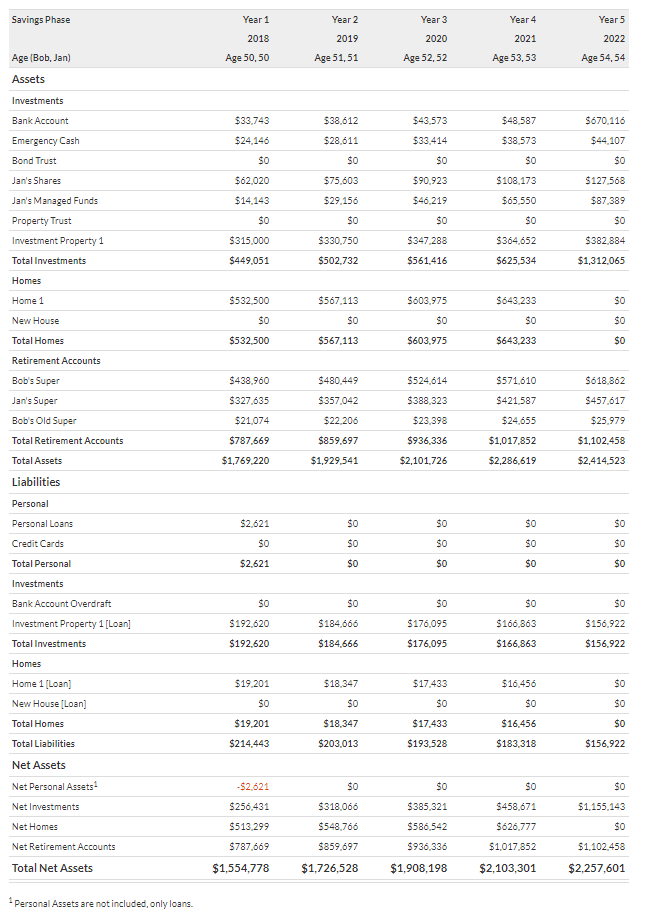 Savings Phase Year 1 Year 2 Year 3 Year 4 Year 5
2018 2019 2020 2021 2022
Age (Bob, Jan) Age 50, 50 Age 51, 51 Age 52, 52 Age 53, 53 Age 54, 54
Assets
Investments
Bank Account $33,743 $38,612 $43,573 $48,587 $670,116
Emergency Cash $24,146 $28,611 $33,414 $38,573 $44,107
Bond Trust $0 $0 $0 $0 $0
Jan's Shares $62,020 $75,603 $90,923 $108,173 $127,568
Jan's Managed Funds $14,143 $29,156 $46,219 $65,550 $87,389
Property Trust $0 $0 $0 $0 $0
Investment Property 1 $315,000 $330,750 $347,288 $364,652 $382,884
Total Investments $449,051 $502,732 $561,416 $625,534 $1,312,065
Homes
Home 1 $532,500 $567,113 $603,975 $643,233 $0
New House $0 $0 $0 $0 $0
Total Homes $532,500 $567,113 $603,975 $643,233 $0
Retirement Accounts
Bob's Super $438,960 $480,449 $524,614 $571,610 $618,862
Jan's Super $327,635 $357,042 $388,323 $421,587 $457,617
Bob's Old Super $21,074 $22,206 $23,398 $24,655 $25,979
Total Retirement Accounts $787,669 $859,697 $936,336 $1,017,852 $1,102,458
Total Assets $1,769,220 $1,929,541 $2,101,726 $2,286,619 $2,414,523
Liabilities
Personal
Personal Loans $2,621 $0 $0 $0 $0
Credit Cards $0 $0 $0 $0 $0
Total Personal $2,621 $0 $0 $0 $0
Investments
Bank Account Overdraft $0 $0 $0 $0 $0
Investment Property 1 [Loan] $192,620 $184,666 $176,095 $166,863 $156,922
Total Investments $192,620 $184,666 $176,095 $166,863 $156,922
Homes
Home 1 [Loan] $19,201 $18,347 $17,433 $16,456 $0
New House [Loan] $0 $0 $0 $0 $0
Total Homes $19,201 $18,347 $17,433 $16,456 $0
Total Liabilities $214,443 $203,013 $193,528 $183,318 $156,922
Net Assets
Net Personal Assets¹ -$2,621 $0 $0 $0 $0
Net Investments $256,431 $318,066 $385,321 $458,671 $1,155,143
Net Homes $513,299 $548,766 $586,542 $626,777 $0
Net Retirement Accounts $787,669 $859,697 $936,336 $1,017,852 $1,102,458
Total Net Assets $1,554,778 $1,726,528 $1,908,198 $2,103,301 $2,257,601
¹ Personal Assets are not included, only loans.